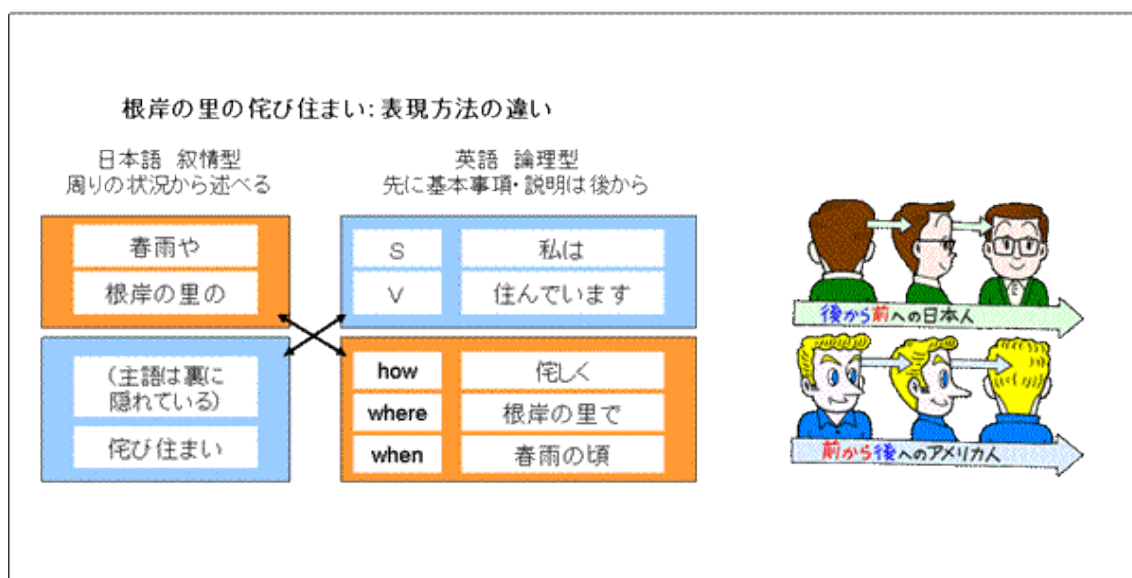 根岸の里の侘び住まい：表現方法の違い
日本語　叙情型
周りの状況から述べる
春雨や
根岸の里の
（主語は裏に
隠れている）
侘び住まい
英語　論理型
先に基本事項・説明は後から
S 私は
V 住んでいます
how 侘しく
where 根岸の里で
when 春雨の頃
後から前への日本人
前から後へのアメリカ人